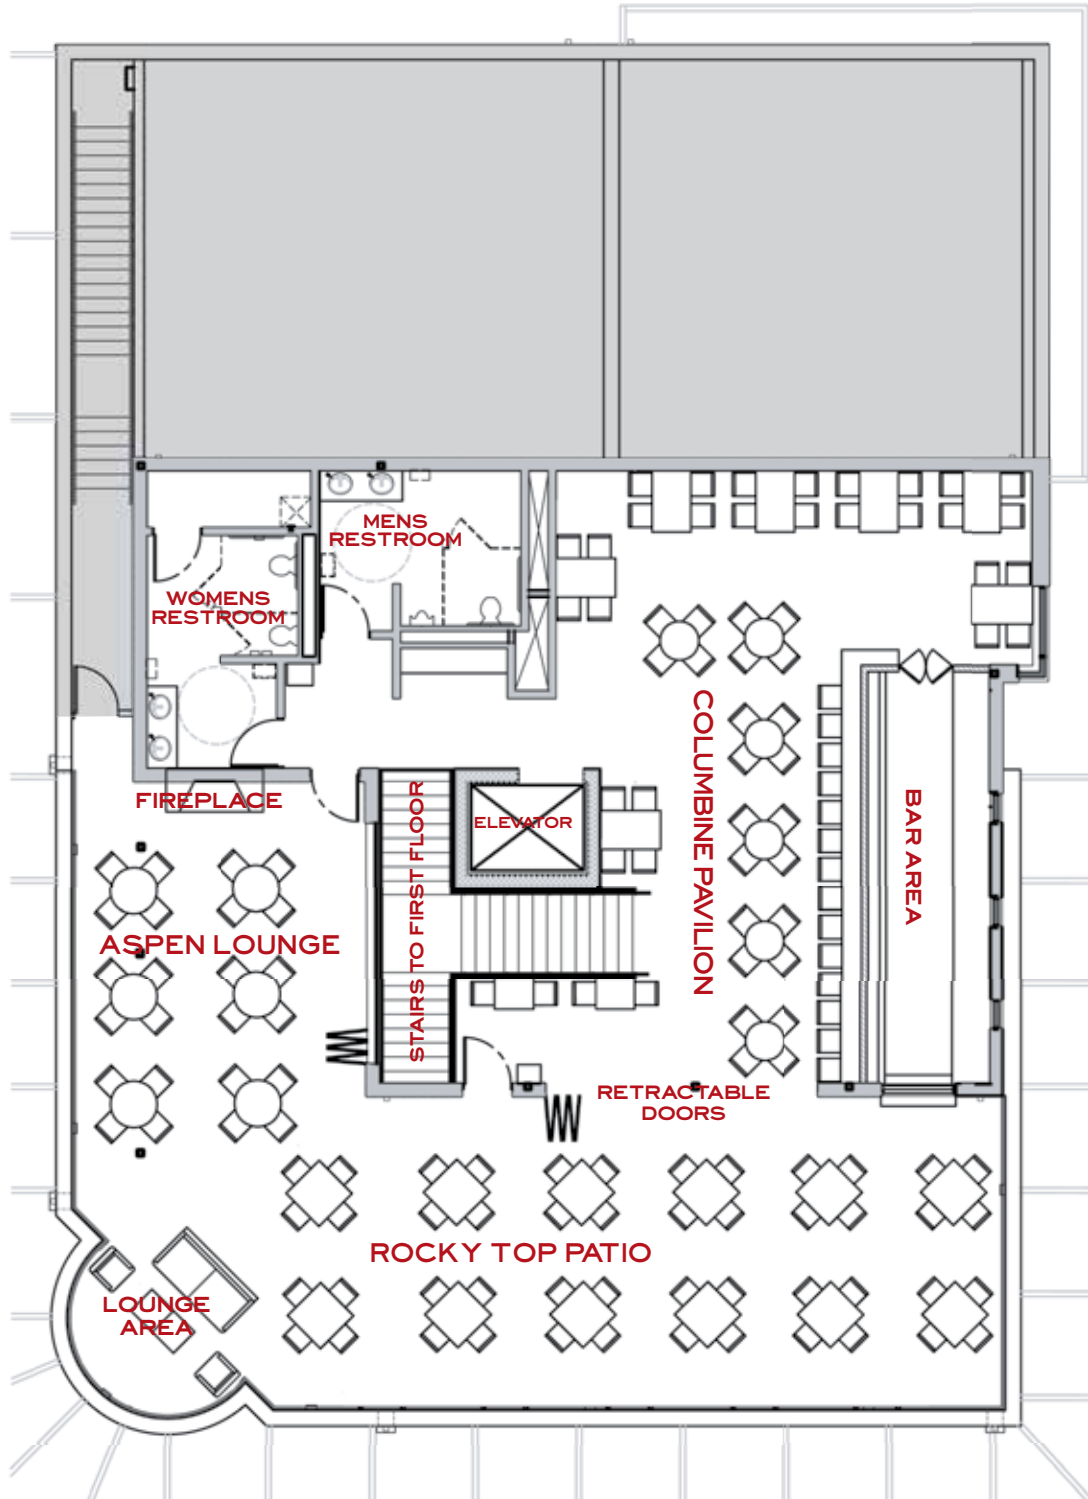 MENS
RESTROOM
WOMENS
RESTROOM
FIREPLACE
ELEVATOR
STAIRS TO FIRST FLOOR
COLUMBINE PAVILION
BAR AREA
ASPEN LOUNGE
RETRACTABLE
DOORS
ROCKY TOP PATIO
LOUNGE
AREA